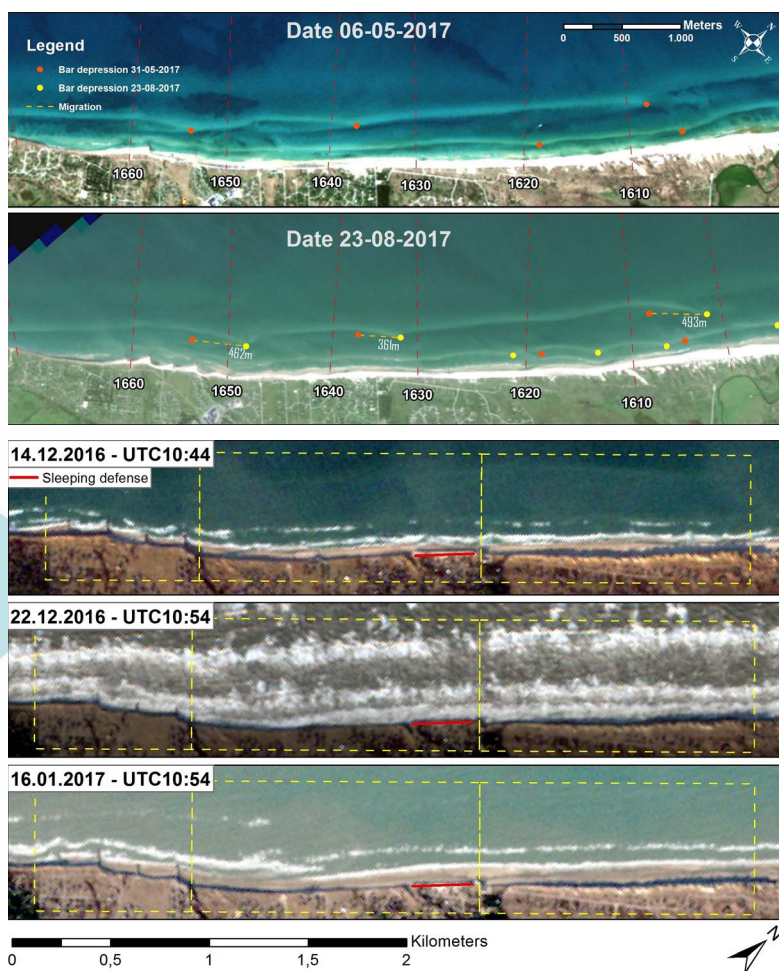 Date 06-05-2017
Meters
0 500 1.000
Legend
Bar depression 31-05-2017
Bar depression 23-08-2017
Migration
N
W
E
S
1660
1650
1640
1630
1620
1610
Date 23-08-2017
462m
361m
493m
1660
1650
1640
1630
1620
1610
14.12.2016 - UTC10:44
Sleeping defense
22.12.2016 - UTC10:54
16.01.2017 - UTC10:54
Kilometers
0 0,5 1 1,5 2
N